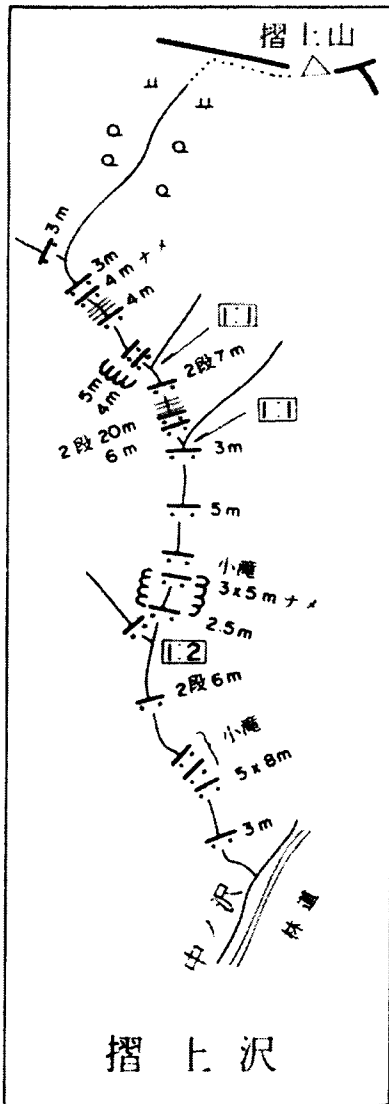 摺上山
3m
3m
4mナメ
4m
1:1
5m
4m
2段7m
1:1
2段20m
6m
3m
5m
小滝
3x5mナメ
2.5m
1:2
2段6m
小滝
5x8m
3m
中ノ沢
林道
摺上沢